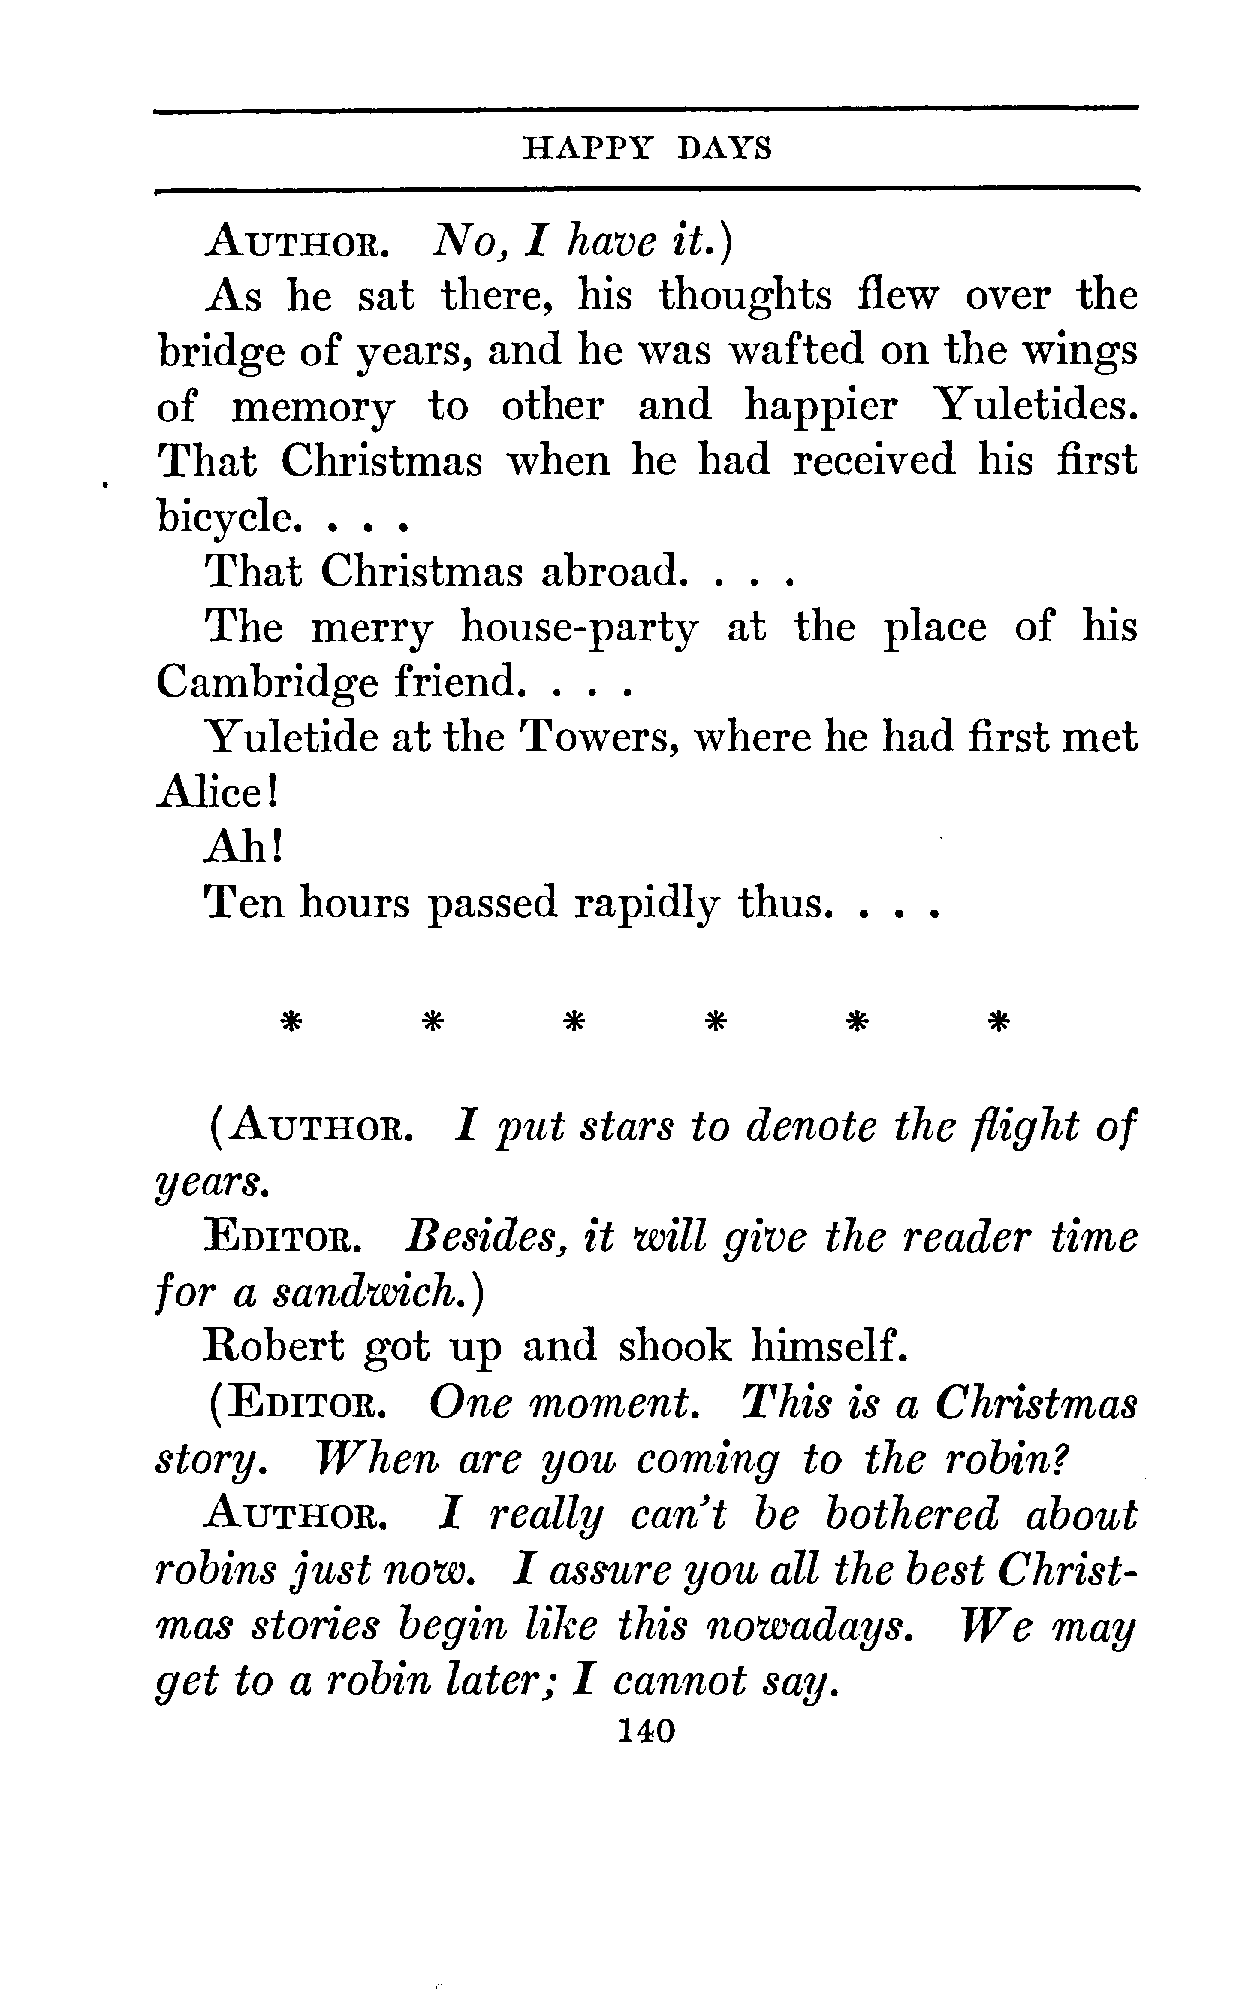 HAPPY DAYS
AUTHOR. No, I have it.)
As he sat there, his thoughts flew over the
bridge of years, and he was wafted on the wings
of memory to other and happier Yuletides.
That Christmas when he had received his first
bicycle. . . .
That Christmas abroad. . . .
The merry house-party at the place of his
Cambridge friend. . . .
Yuletide at the Towers, where he had first met
Alice!
Ah!
Ten hours passed rapidly thus. . . .
* * * * * *
(AUTHOR. I put stars to denote the flight of
years.
EDITOR. Besides, it will give the reader time
for a sandwich.)
Robert got up and shook himself.
(EDITOR. One moment. This is a Christmas
story. When are you coming to the robin?
AUTHOR. I really can't be bothered about
robins just now. I assure you all the best Christ-
mas stories begin like this nowadays. We may
get to a robin later; I cannot say.
140